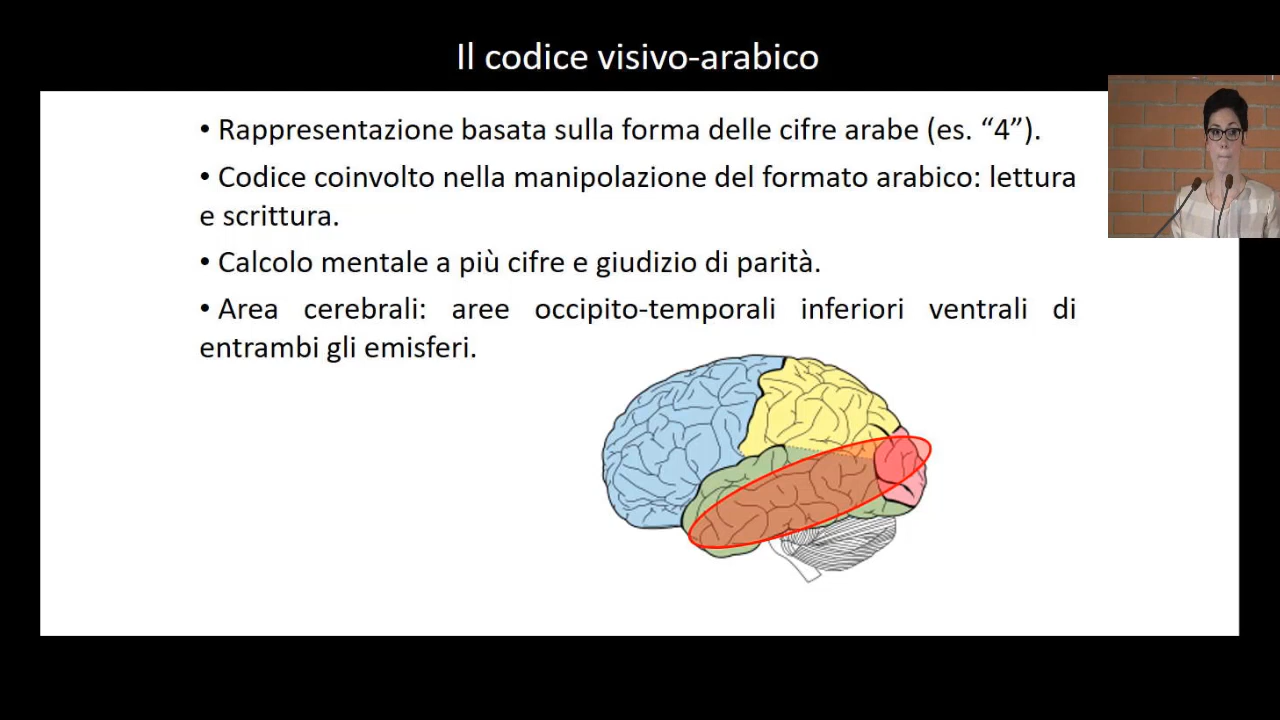 Il codice visivo-arabico
• Rappresentazione basata sulla forma delle cifre arabe (es. “4”).
• Codice coinvolto nella manipolazione del formato arabico: lettura
e scrittura.
• Calcolo mentale a più cifre e giudizio di parità.
• Area cerebrali: aree occipito-temporali inferiori ventrali di
entrambi gli emisferi.